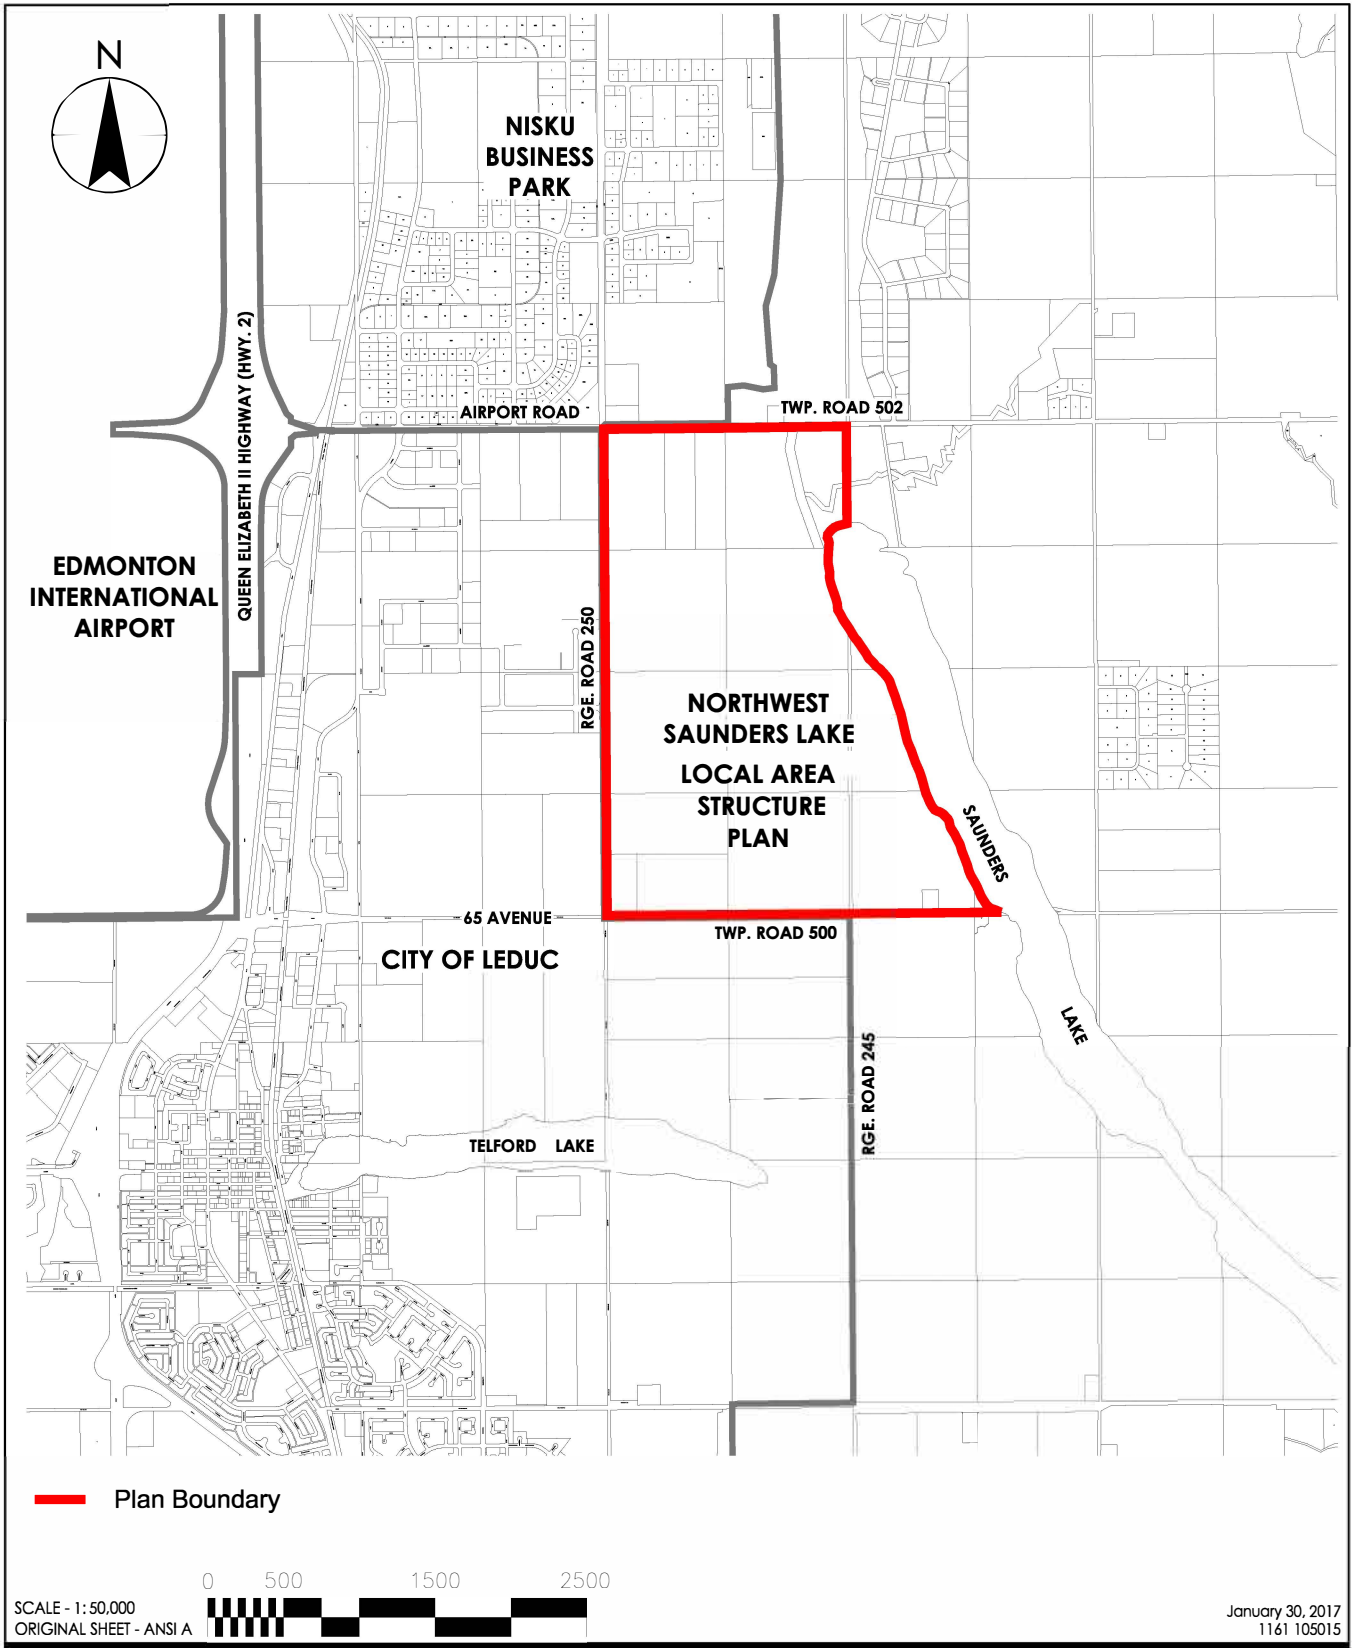 N
NISKU
BUSINESS
PARK
QUEEN ELIZABETH II HIGHWAY (HWY. 2)
AIRPORT ROAD
TWP. ROAD 502
EDMONTON
INTERNATIONAL
AIRPORT
RGE. ROAD 250
NORTHWEST
SAUNDERS LAKE
LOCAL AREA
STRUCTURE
PLAN
SAUNDERS
LAKE
65 AVENUE
TWP. ROAD 500
CITY OF LEDUC
RGE. ROAD 245
TELFORD LAKE
Plan Boundary
0 500 1500 2500
SCALE - 1: 50,000
ORIGINAL SHEET - ANSI A
January 30, 2017
1161 105015